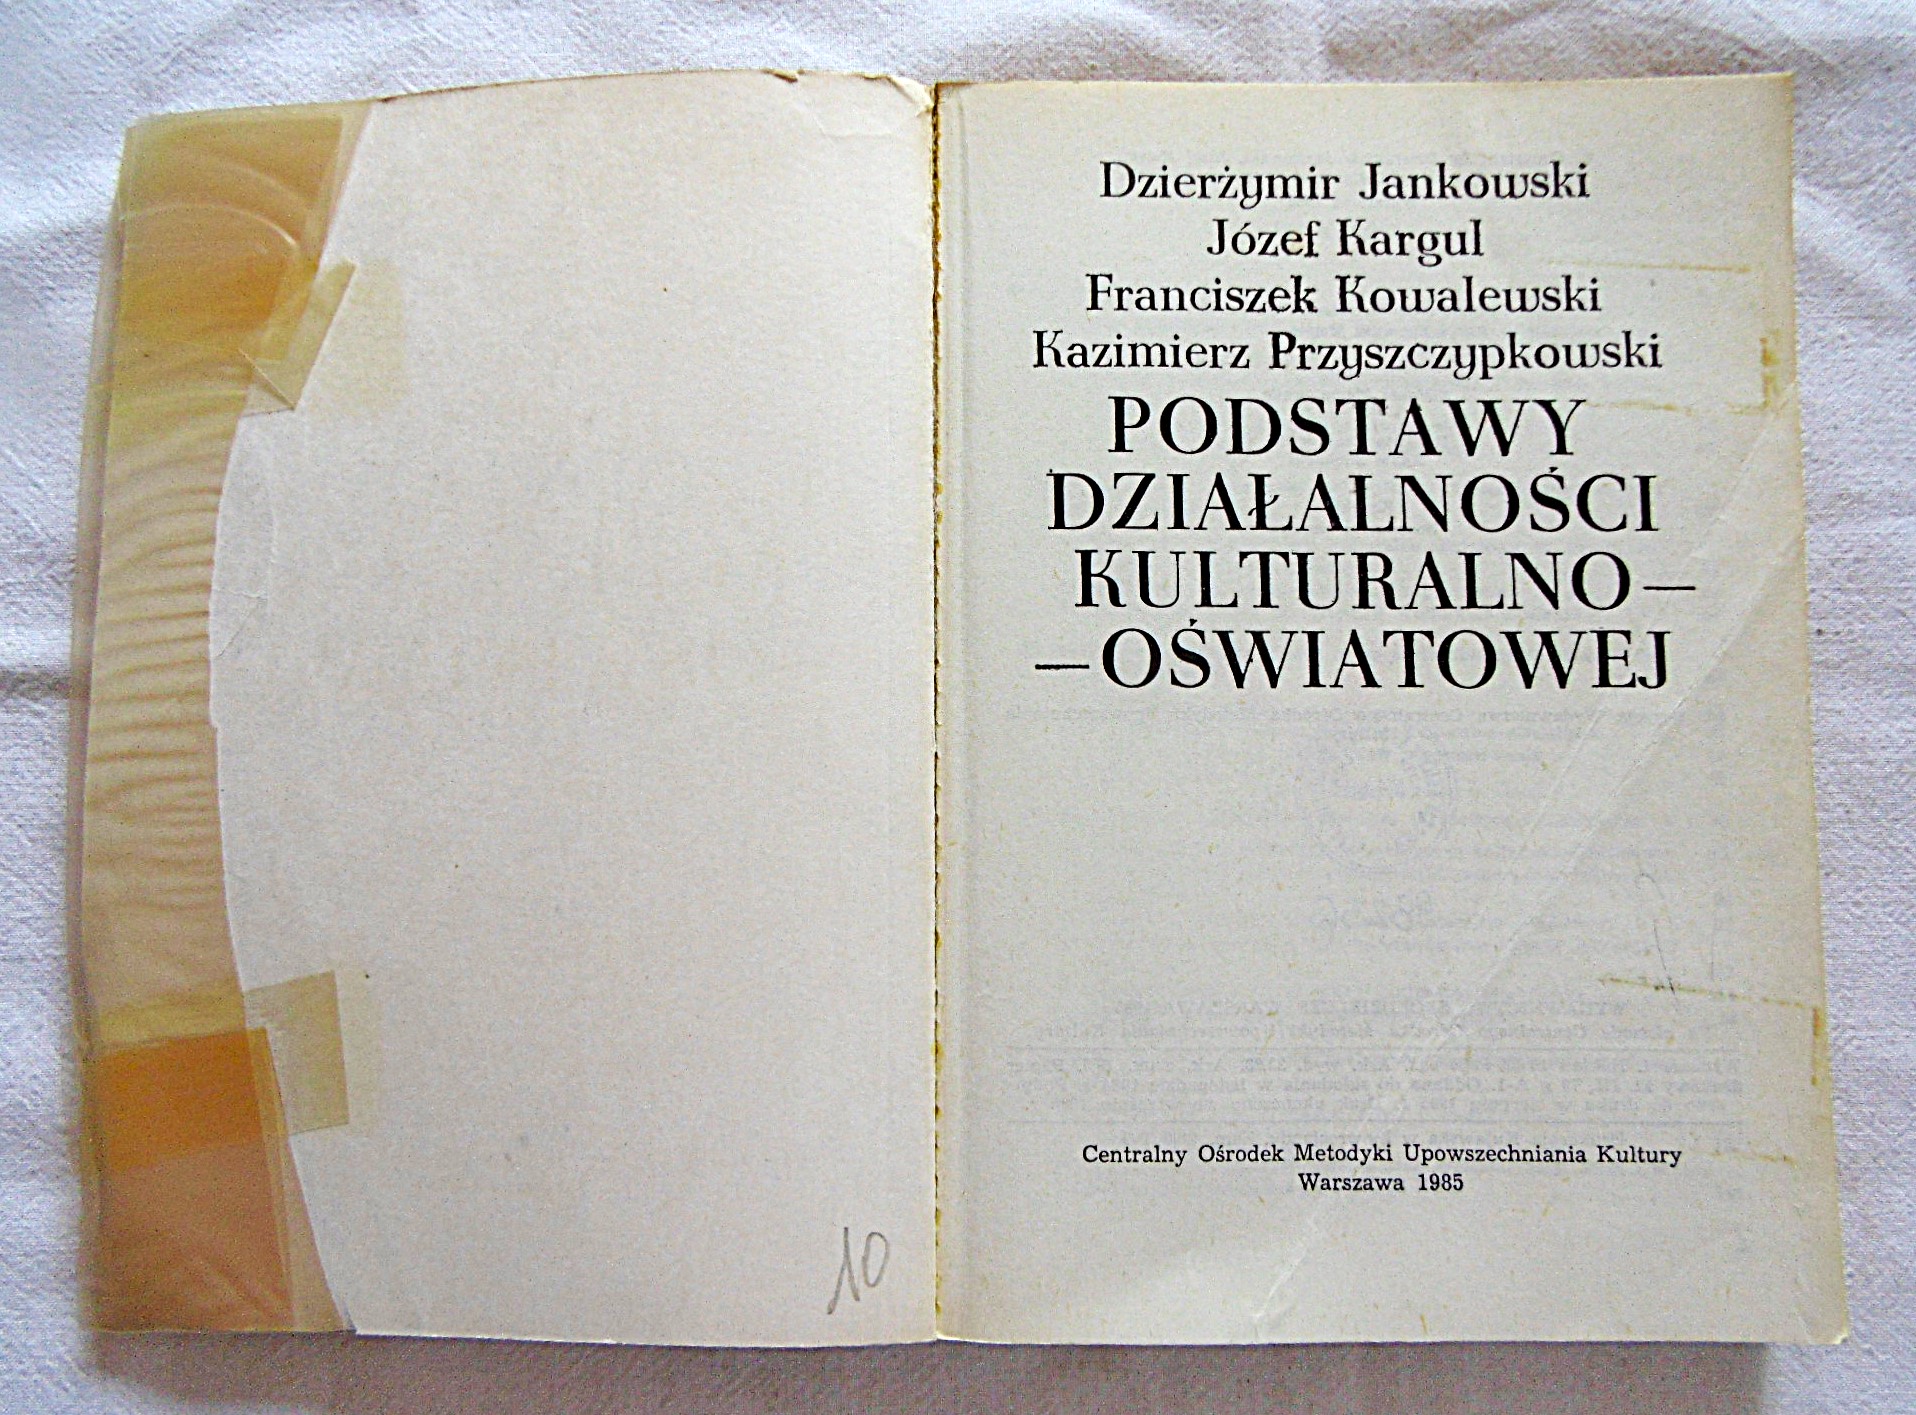 Dzierżymir Jankowski
Józef Kargul
Franciszek Kowalewski
Kazimierz Przyszczypkowski
PODSTAWY
DZIAŁALNOŚCI
KULTURALNO—
—OŚWIATOWEJ
Centralny Ośrodek Metodyki Upowszechniania Kultury
Warszawa 1985
10